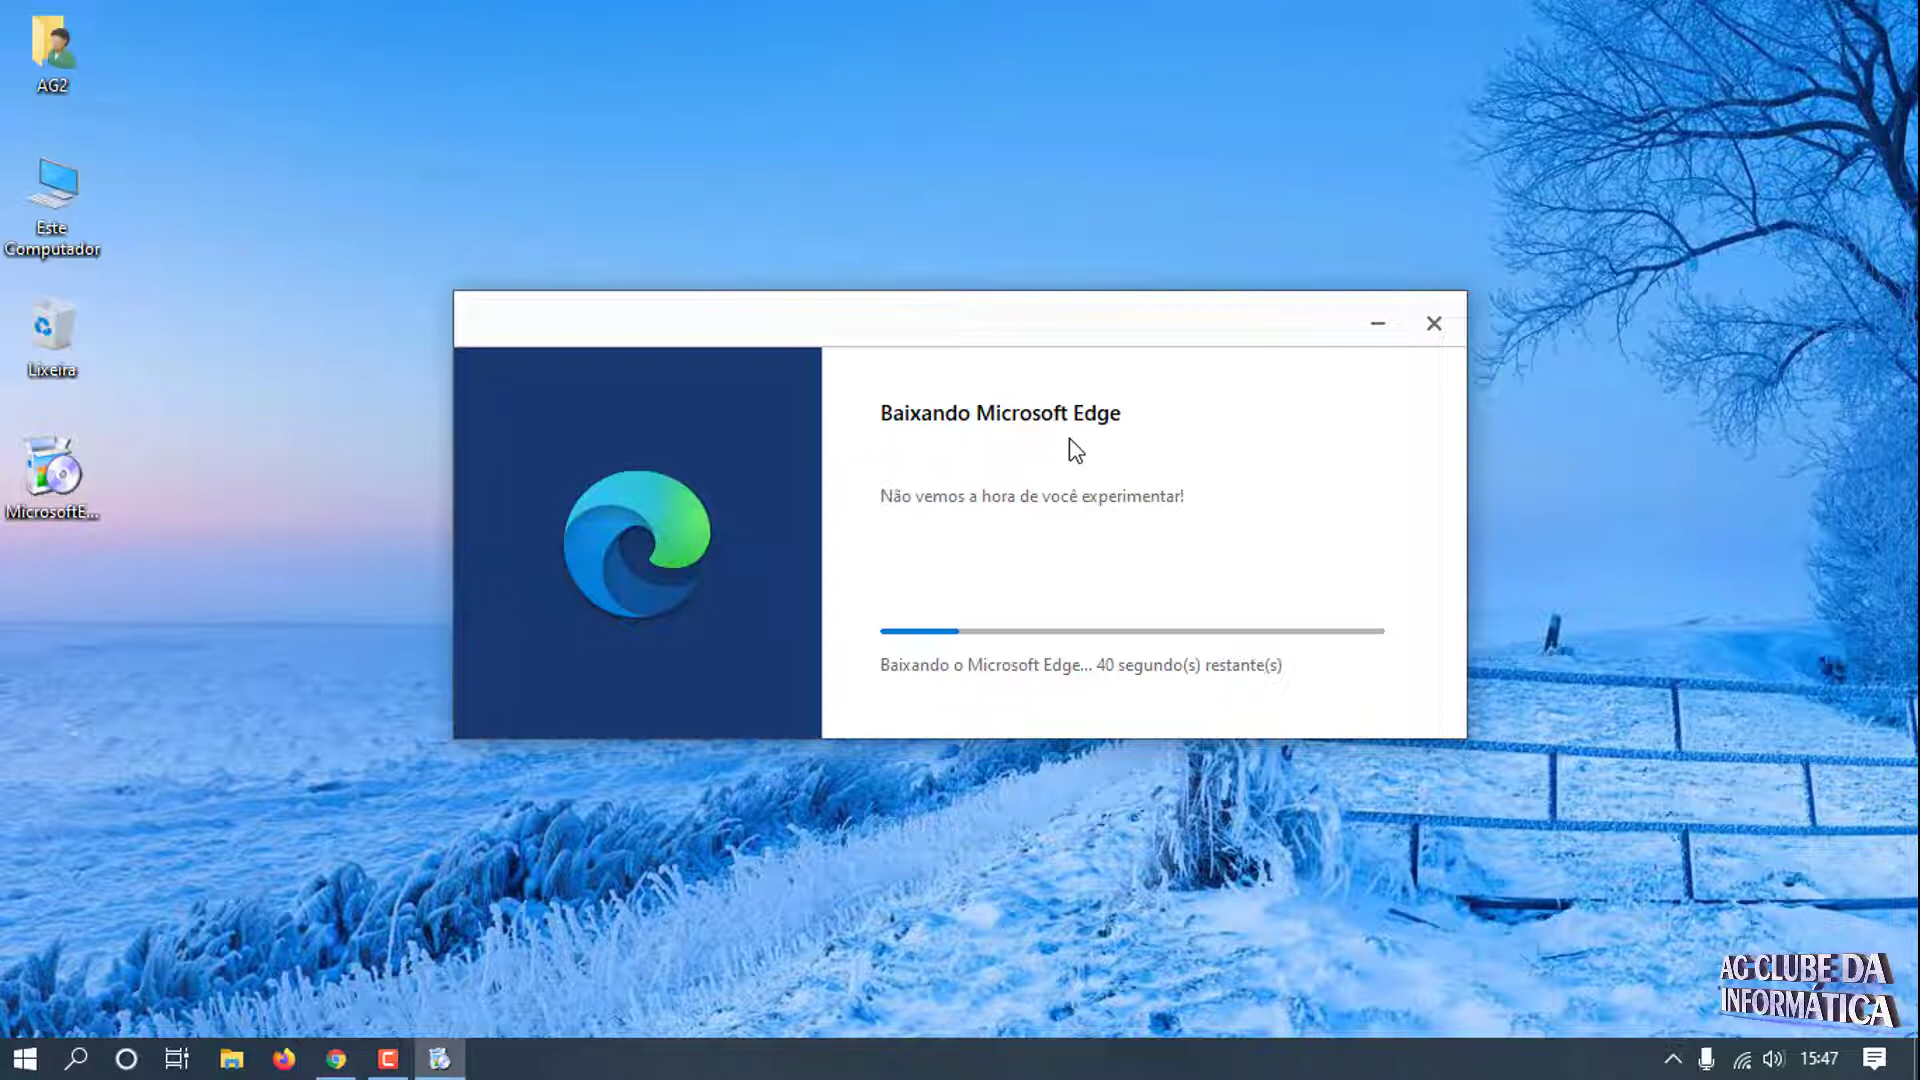 AG2
Este
Computador
Lixeira
MicrosoftE...
Baixando Microsoft Edge
Não vemos a hora de você experimentar!
Baixando o Microsoft Edge... 40 segundo(s) restante(s)
AG CLUBE DA
INFORMÁTICA
15:47